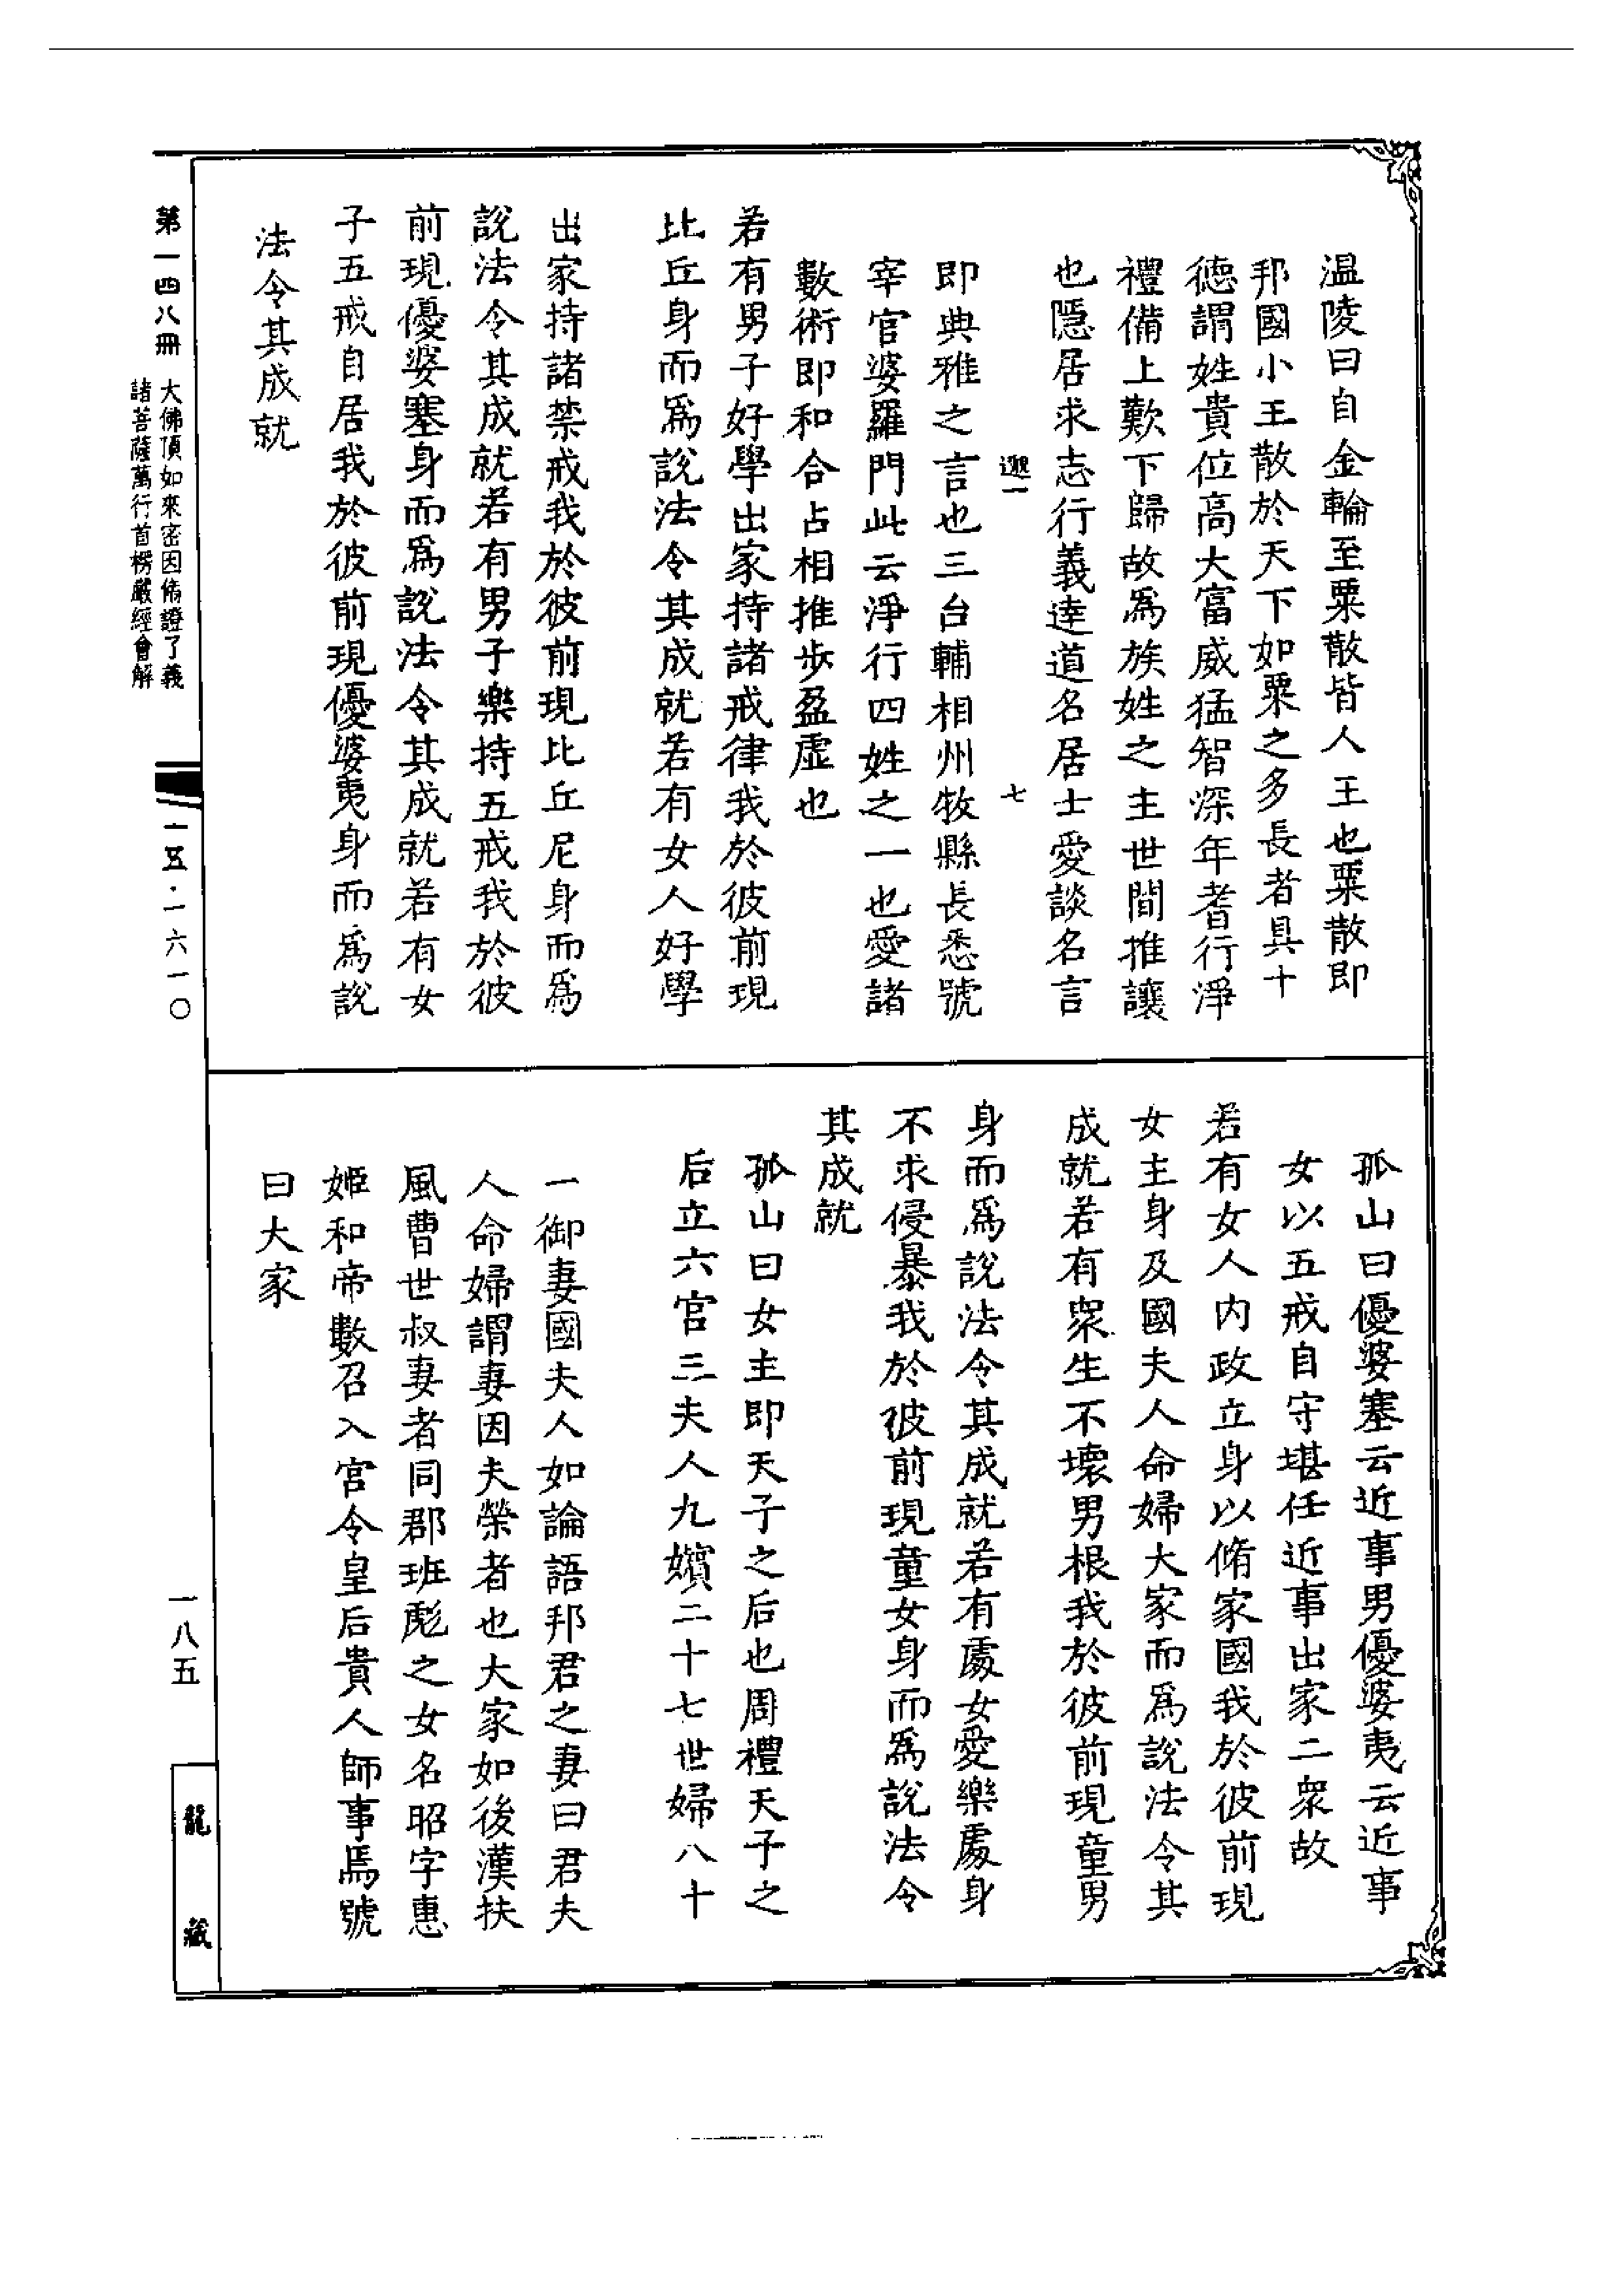 温陵曰自金輪至粟散皆人王也粟散即
邦國小王散於天下如粟之多長者具十
德謂姓貴位高大富威猛智深年耆行淨
禮備上歎下歸故爲族姓之主世間推讓
也隱居求志行義達道名居士愛談名言
七
即典雅之言也三台輔相州牧縣長悉號
宰官婆羅門此云淨行四姓之一也愛諸
數術即和合占相推步盈虛也
若有男子好學出家持諸戒律我於彼前現
比丘身而爲說法令其成就若有女人好學
出家持諸禁戒我於彼前現比丘尼身而爲
說法令其成就若有男子樂持五戒我於彼
前現優婆塞身而爲說法令其成就若有女
子五戒自居我於彼前現優婆夷身而爲說
法令其成就
孤山曰優婆塞云近事男優婆夷云近事
女以五戒自守堪任近事出家二衆故
若有女人内政立身以脩家國我於彼前現
女主身及國夫人命婦大家而爲說法令其
成就若有衆生不壞男根我於彼前現童男
身而爲說法令其成就若有處女愛樂處身
不求侵暴我於彼前現童女身而爲說法令
其成就
孤山曰女主即天子之后也周禮天子之
后立六官三夫人九嬪二十七世婦八十
一御妻國夫人如論語邦君之妻曰君夫
人命婦謂妻因夫榮者也大家如後漢扶
風曹世叔妻者同郡班彪之女名昭字惠
姬和帝數召入宮令皇后貴人師事焉號
曰大家
第一四八冊
大佛頂如來密因脩證了義
諸菩薩萬行首楞嚴經會解
一五·一六一〇
一八五
龍藏